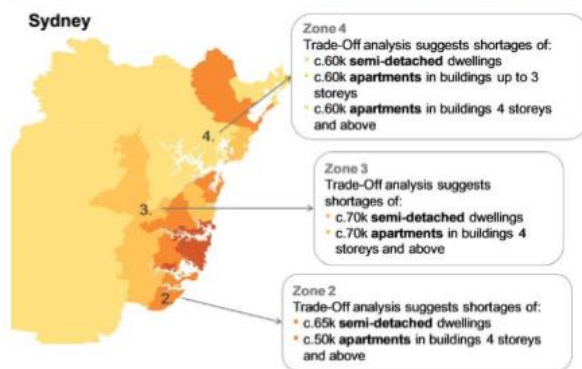 Sydney
Zone 4
Trade-Off analysis suggests shortages of:
• c.60k semi-detached dwellings
• c.60k apartments in buildings up to 3
storeys
• c.60k apartments in buildings 4 storeys
and above
4.
Zone 3
Trade-Off analysis suggests
shortages of:
• c.70k semi-detached dwellings
• c.70k apartments in buildings 4
storeys and above
3.
Zone 2
Trade-Off analysis suggests shortages of:
• c.65k semi-detached dwellings
• c.50k apartments in buildings 4 storeys
and above
2.